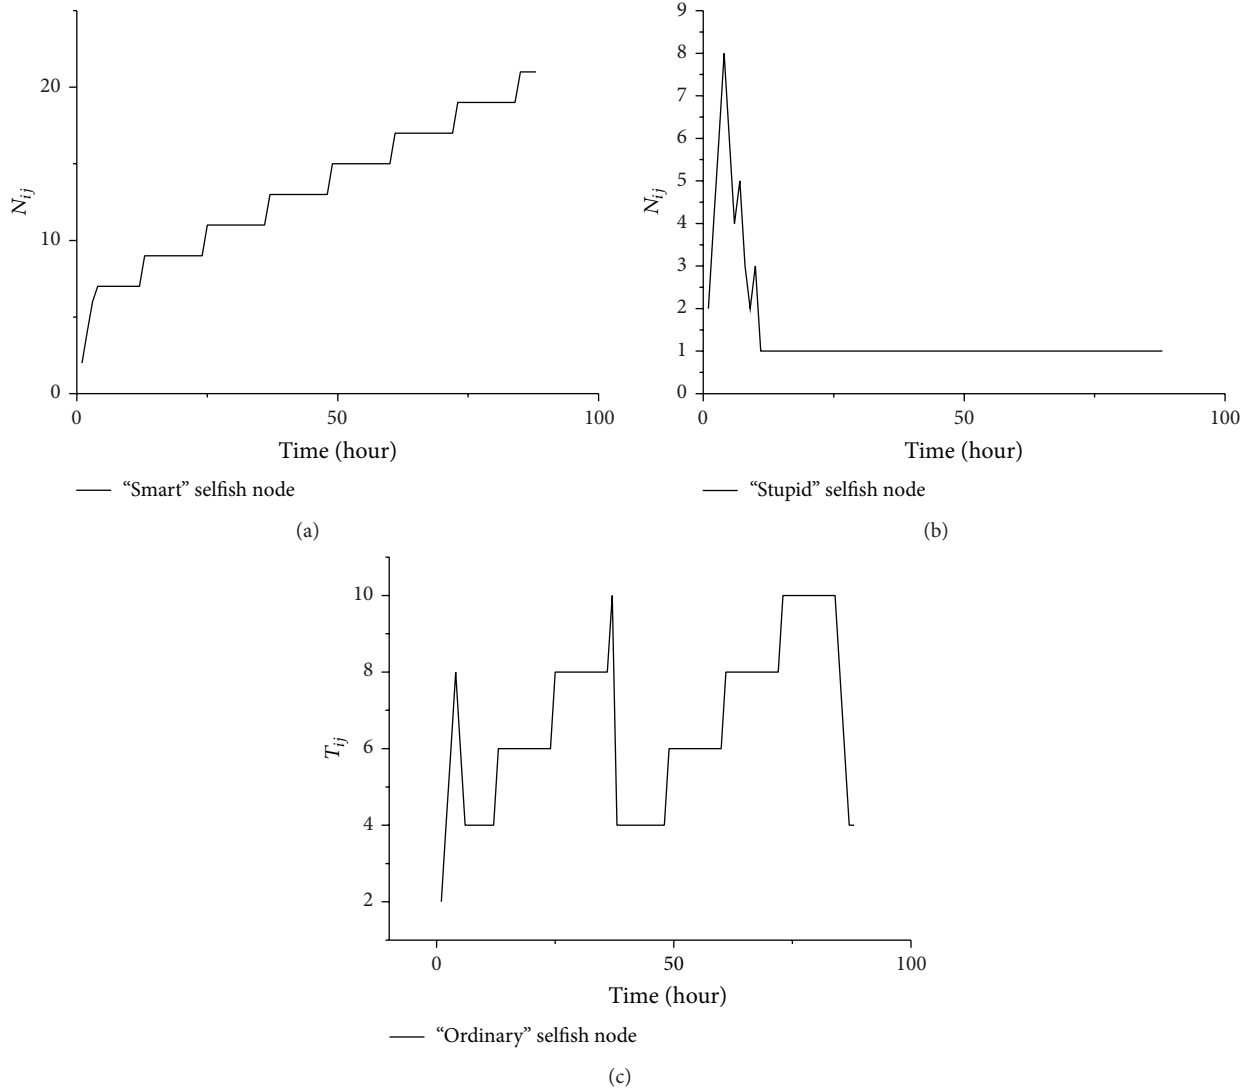 20
10
0
N_ij
0
50
100
Time (hour)
“Smart” selfish node
(a)
9
8
7
6
5
4
3
2
1
0
N_ij
0
50
100
Time (hour)
“Stupid” selfish node
(b)
10
8
6
4
2
T_ij
0
50
100
Time (hour)
“Ordinary” selfish node
(c)